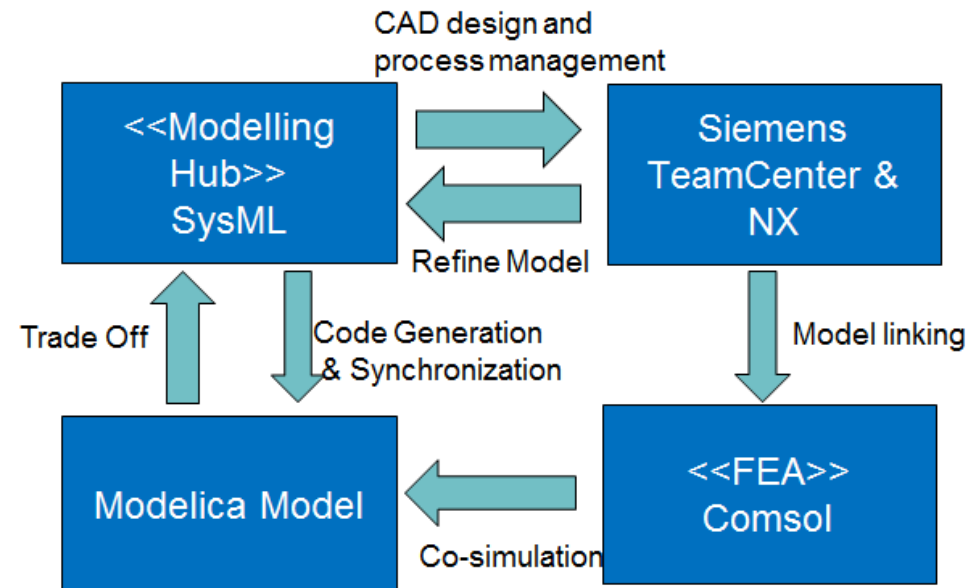 CAD design and
process management
<<Modelling
Hub>>
SysML
Siemens
TeamCenter &
NX
Refine Model
Trade Off
Code Generation
& Synchronization
Model linking
Modelica Model
<<FEA>>
Comsol
Co-simulation